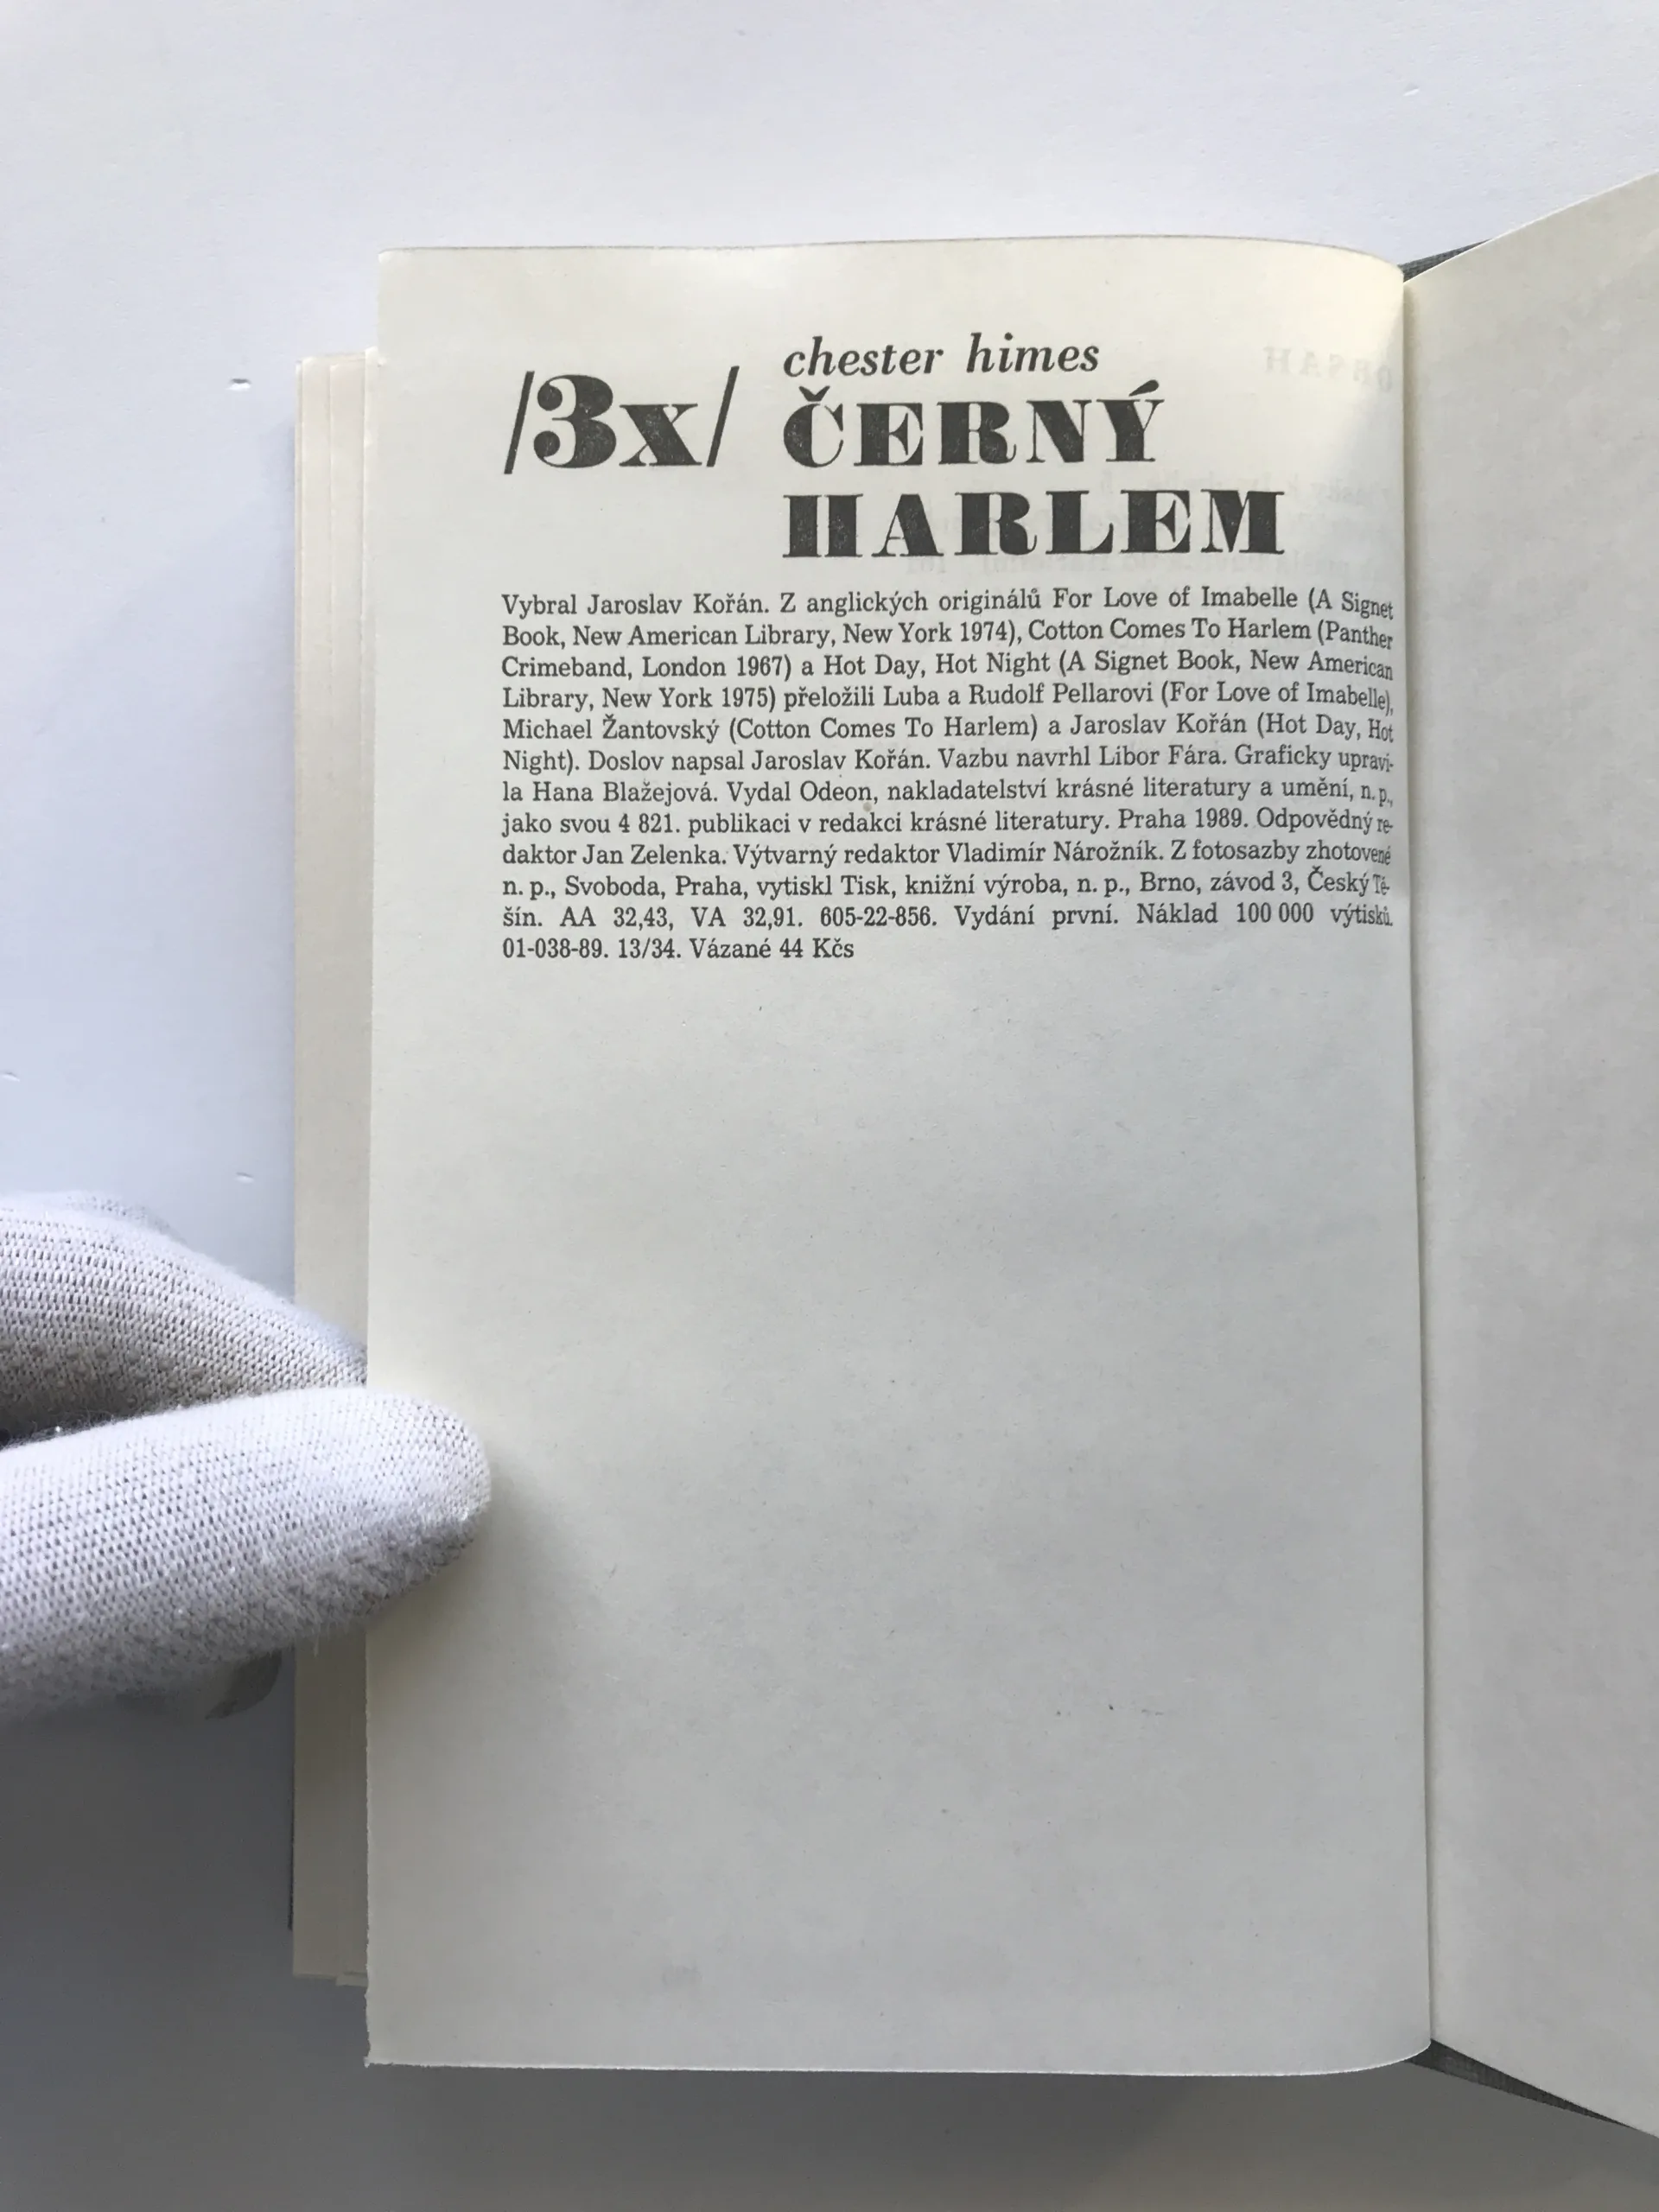 chester himes
/3x/ ČERNÝ
HARLEM
Vybral Jaroslav Kořán. Z anglických originálů For Love of Imabelle (A Signet
Book, New American Library, New York 1974), Cotton Comes To Harlem (Panther
Crimeband, London 1967) a Hot Day, Hot Night (A Signet Book, New American
Library, New York 1975) přeložili Luba a Rudolf Pellarovi (For Love of Imabelle),
Michael Žantovský (Cotton Comes To Harlem) a Jaroslav Kořán (Hot Day, Hot
Night). Doslov napsal Jaroslav Kořán. Vazbu navrhl Libor Fára. Graficky upravi-
la Hana Blažejová. Vydal Odeon, nakladatelství krásné literatury a umění, n. p.,
jako svou 4 821. publikaci v redakci krásné literatury. Praha 1989. Odpovědný re-
daktor Jan Zelenka. Výtvarný redaktor Vladimír Nárožník. Z fotosazby zhotovené
n. p., Svoboda, Praha, vytiskl Tisk, knižní výroba, n. p., Brno, závod 3, Český Tě-
šín. AA 32,43, VA 32,91. 605-22-856. Vydání první. Náklad 100 000 výtisků.
01-038-89. 13/34. Vázané 44 Kčs